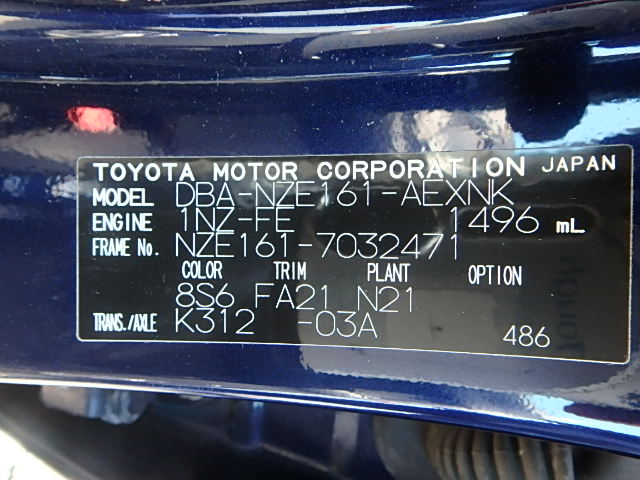 TOYOTA MOTOR CORPORATION JAPAN
MODEL DBA-NZE161-AEXNK
ENGINE 1NZ-FE 1496 mL
FRAME No. NZE161-7032471
COLOR TRIM PLANT OPTION
8S6 FA21 N21
TRANS./AXLE K312 -03A 486